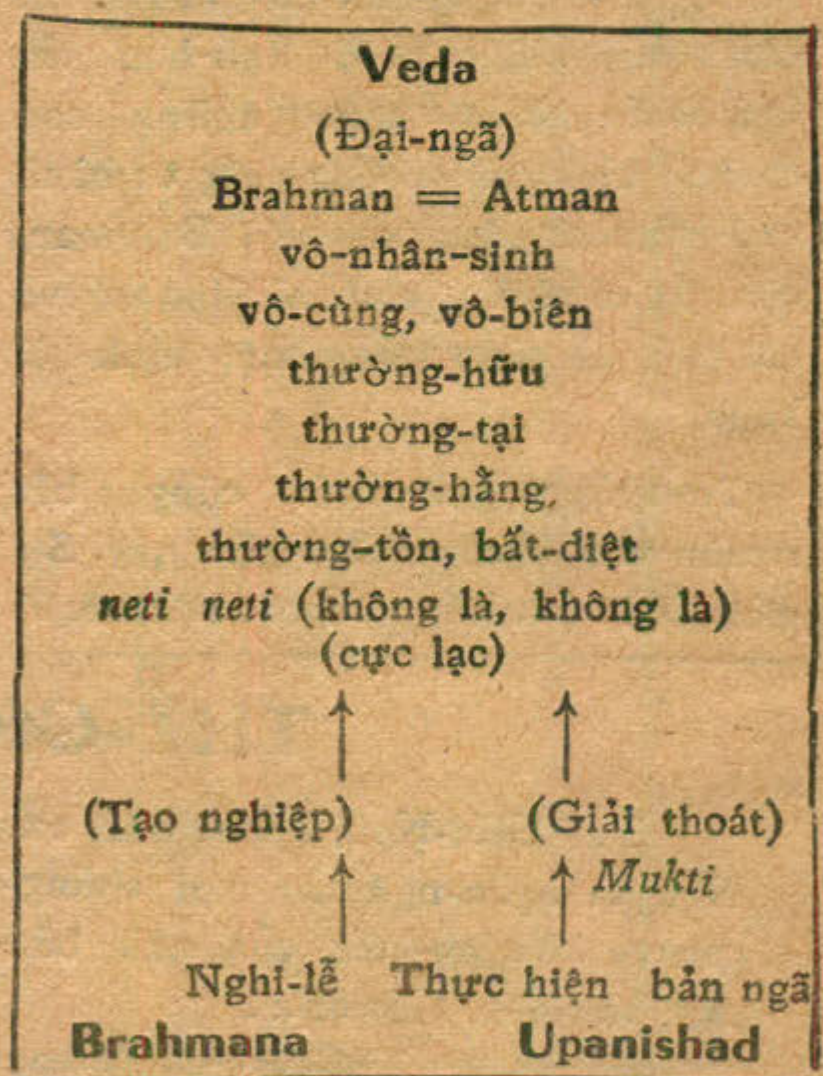 Veda
(Đại-ngã)
Brahman = Atman
vô-nhân-sinh
vô-cùng, vô-biên
thường-hữu
thường-tại
thường-hằng
thường-tồn, bất-diệt
neti neti (không là, không là)
(cực lạc)
(Tạo nghiệp) (Giải thoát)
Mukti
Nghi-lễ Thực hiện bản ngã
Brahmana Upanishad